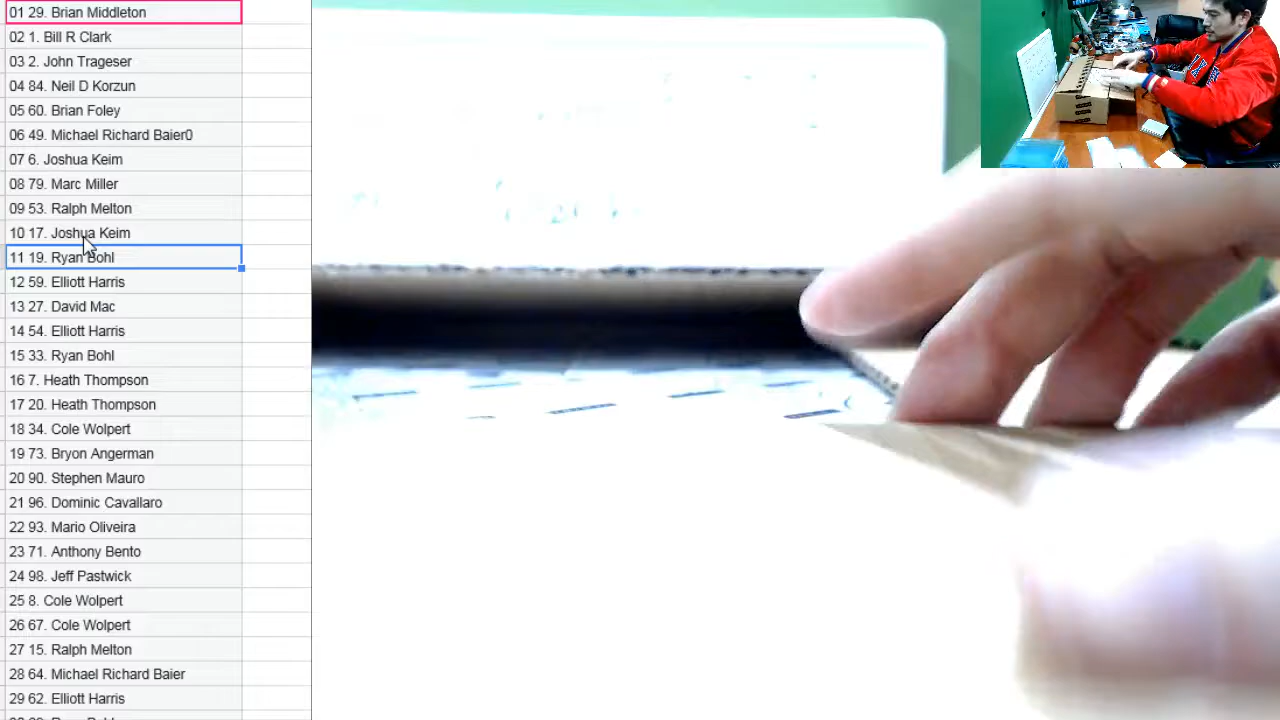 01 29. Brian Middleton
02 1. Bill R Clark
03 2. John Trageser
04 84. Neil D Korzun
05 60. Brian Foley
06 49. Michael Richard Baier0
07 6. Joshua Keim
08 79. Marc Miller
09 53. Ralph Melton
10 17. Joshua Keim
11 19. Ryan Bohl
12 59. Elliott Harris
13 27. David Mac
14 54. Elliott Harris
15 33. Ryan Bohl
16 7. Heath Thompson
17 20. Heath Thompson
18 34. Cole Wolpert
19 73. Bryon Angerman
20 90. Stephen Mauro
21 96. Dominic Cavallaro
22 93. Mario Oliveira
23 71. Anthony Bento
24 98. Jeff Pastwick
25 8. Cole Wolpert
26 67. Cole Wolpert
27 15. Ralph Melton
28 64. Michael Richard Baier
29 62. Elliott Harris